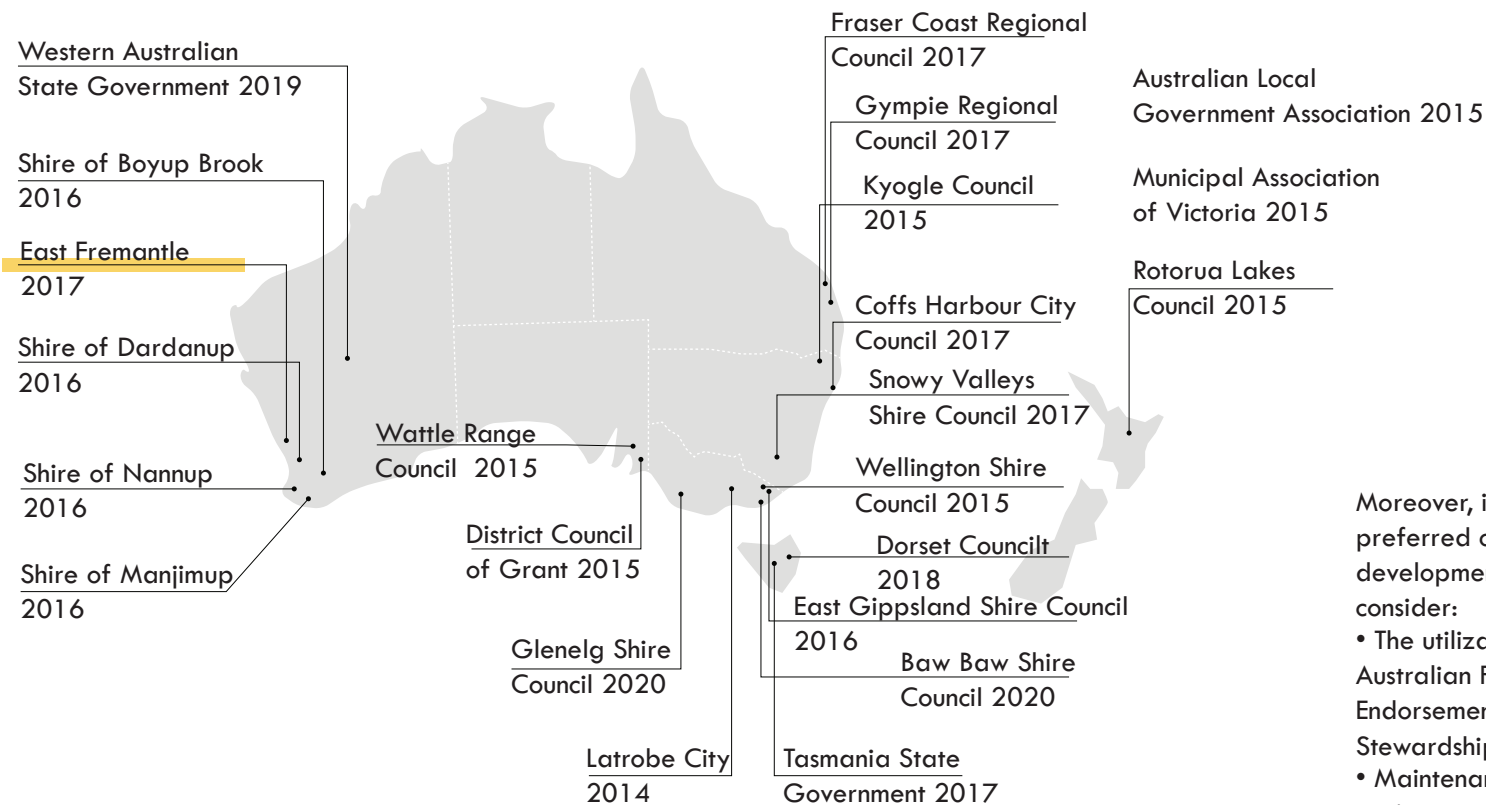 Western Australian
State Government 2019
Shire of Boyup Brook
2016
East Fremantle
2017
Shire of Dardanup
2016
Shire of Nannup
2016
Shire of Manjimup
2016
Wattle Range
Council 2015
District Council
of Grant 2015
Glenelg Shire
Council 2020
Latrobe City
2014
Fraser Coast Regional
Council 2017
Gympie Regional
Council 2017
Kyogle Council
2015
Coffs Harbour City
Council 2017
Snowy Valleys
Shire Council 2017
Wellington Shire
Council 2015
Dorset Councilt
2018
East Gippsland Shire Council
2016
Baw Baw Shire
Council 2020
Tasmania State
Government 2017
Australian Local
Government Association 2015
Municipal Association
of Victoria 2015
Rotorua Lakes
Council 2015
Moreover,
preferred
consider:
• The
Australian